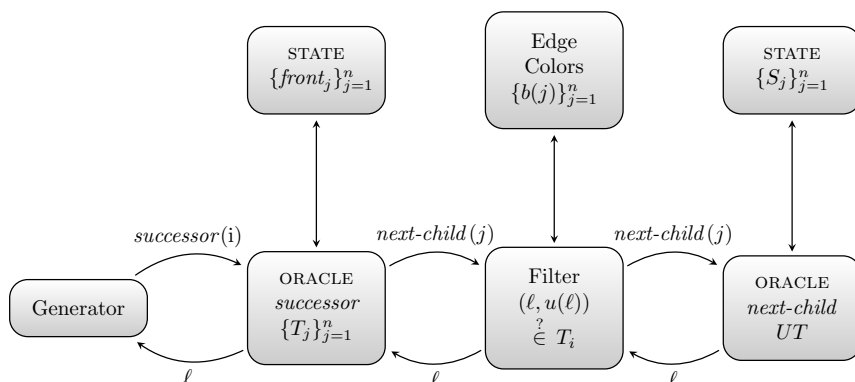 STATE
{front_j}_{j=1}^n
Edge
Colors
{b(j)}_{j=1}^n
STATE
{S_j}_{j=1}^n
successor(i)
next-child(j)
next-child(j)
Generator
ORACLE
successor
{T_j}_{j=1}^n
Filter
(ℓ, u(ℓ))
?
∈ T_i
ORACLE
next-child
UT
ℓ
ℓ
ℓ